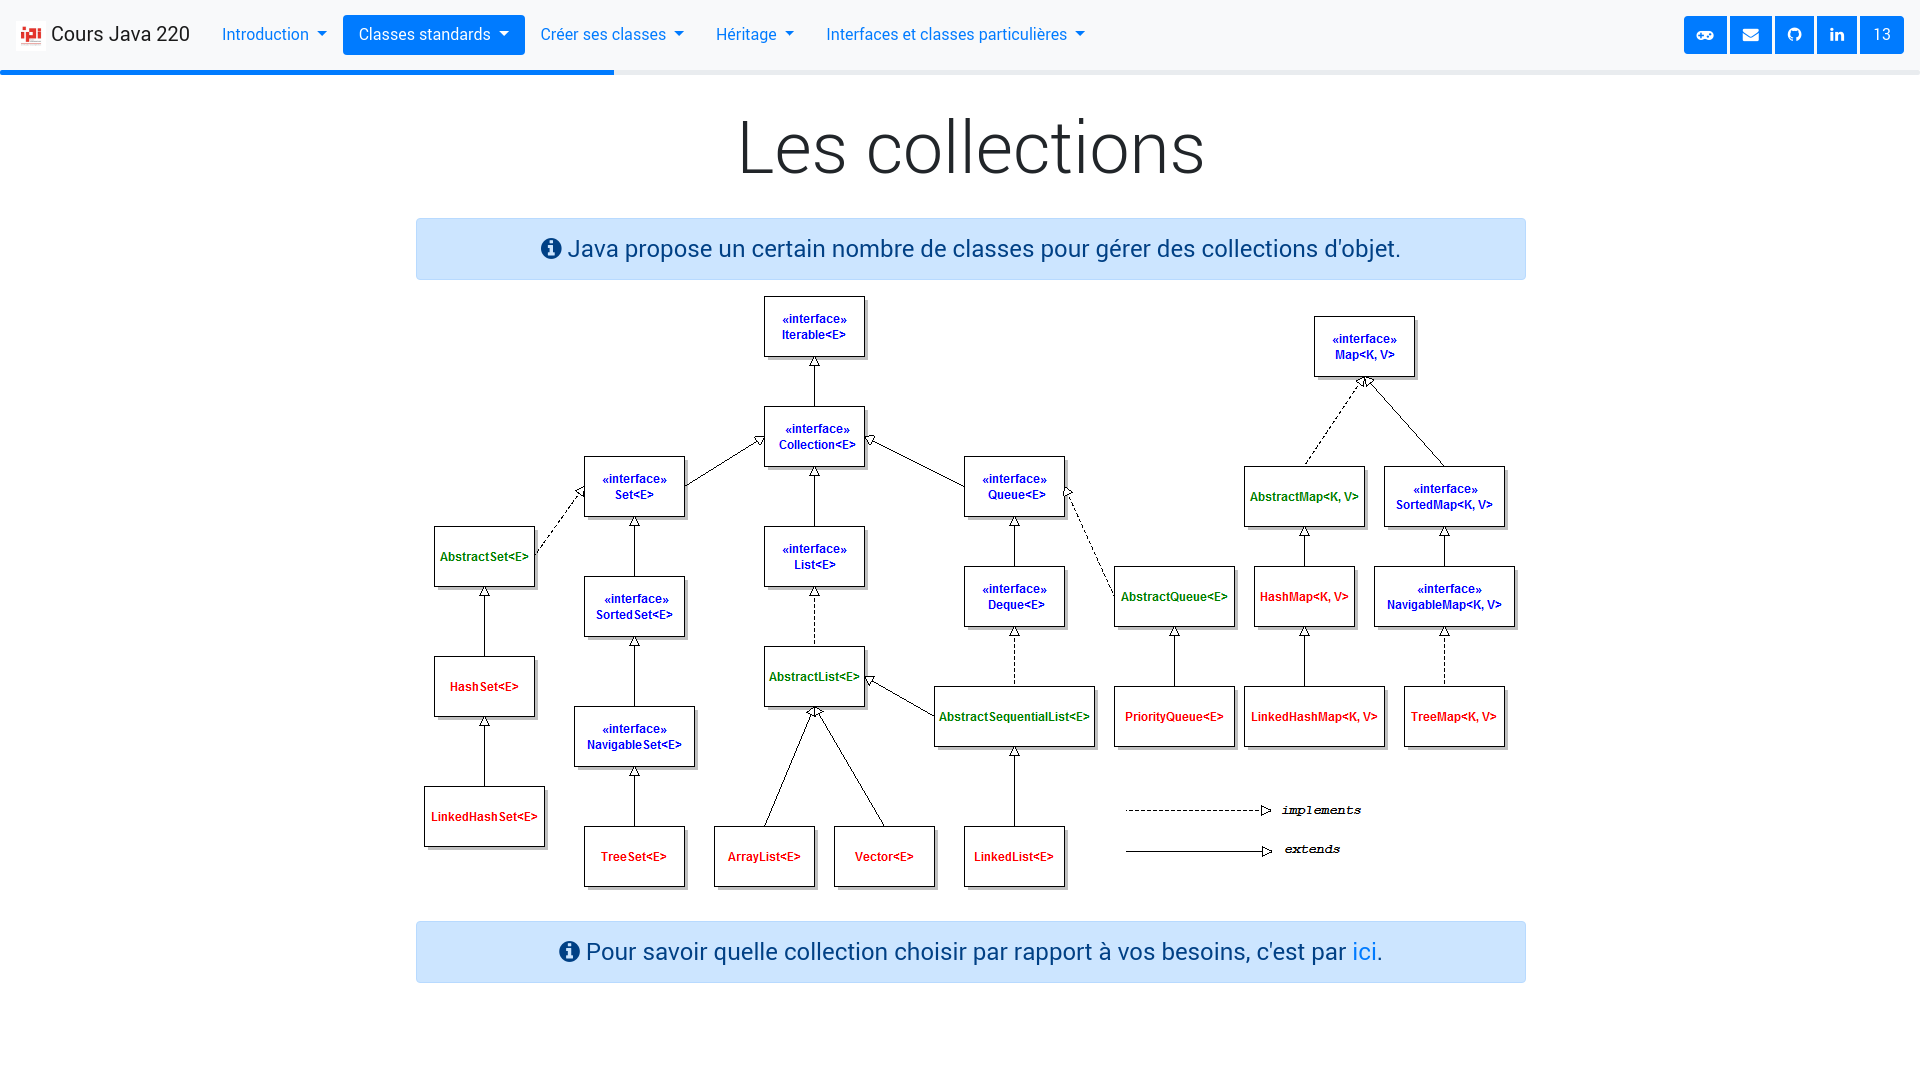 Cours Java 220
Introduction
Classes standards
Créer ses classes
Héritage
Interfaces et classes particulières
13
Les collections
Java propose un certain nombre de classes pour gérer des collections d'objet.
«interface»
Iterable<E>
«interface»
Map<K, V>
«interface»
Collection<E>
«interface»
Set<E>
«interface»
Queue<E>
AbstractMap<K, V>
«interface»
SortedMap<K, V>
AbstractSet<E>
«interface»
List<E>
«interface»
SortedSet<E>
«interface»
Deque<E>
AbstractQueue<E>
HashMap<K, V>
«interface»
NavigableMap<K, V>
HashSet<E>
AbstractList<E>
«interface»
NavigableSet<E>
AbstractSequentialList<E>
PriorityQueue<E>
LinkedHashMap<K, V>
TreeMap<K, V>
LinkedHashSet<E>
implements
TreeSet<E>
ArrayList<E>
Vector<E>
LinkedList<E>
extends
Pour savoir quelle collection choisir par rapport à vos besoins, c'est par ici.